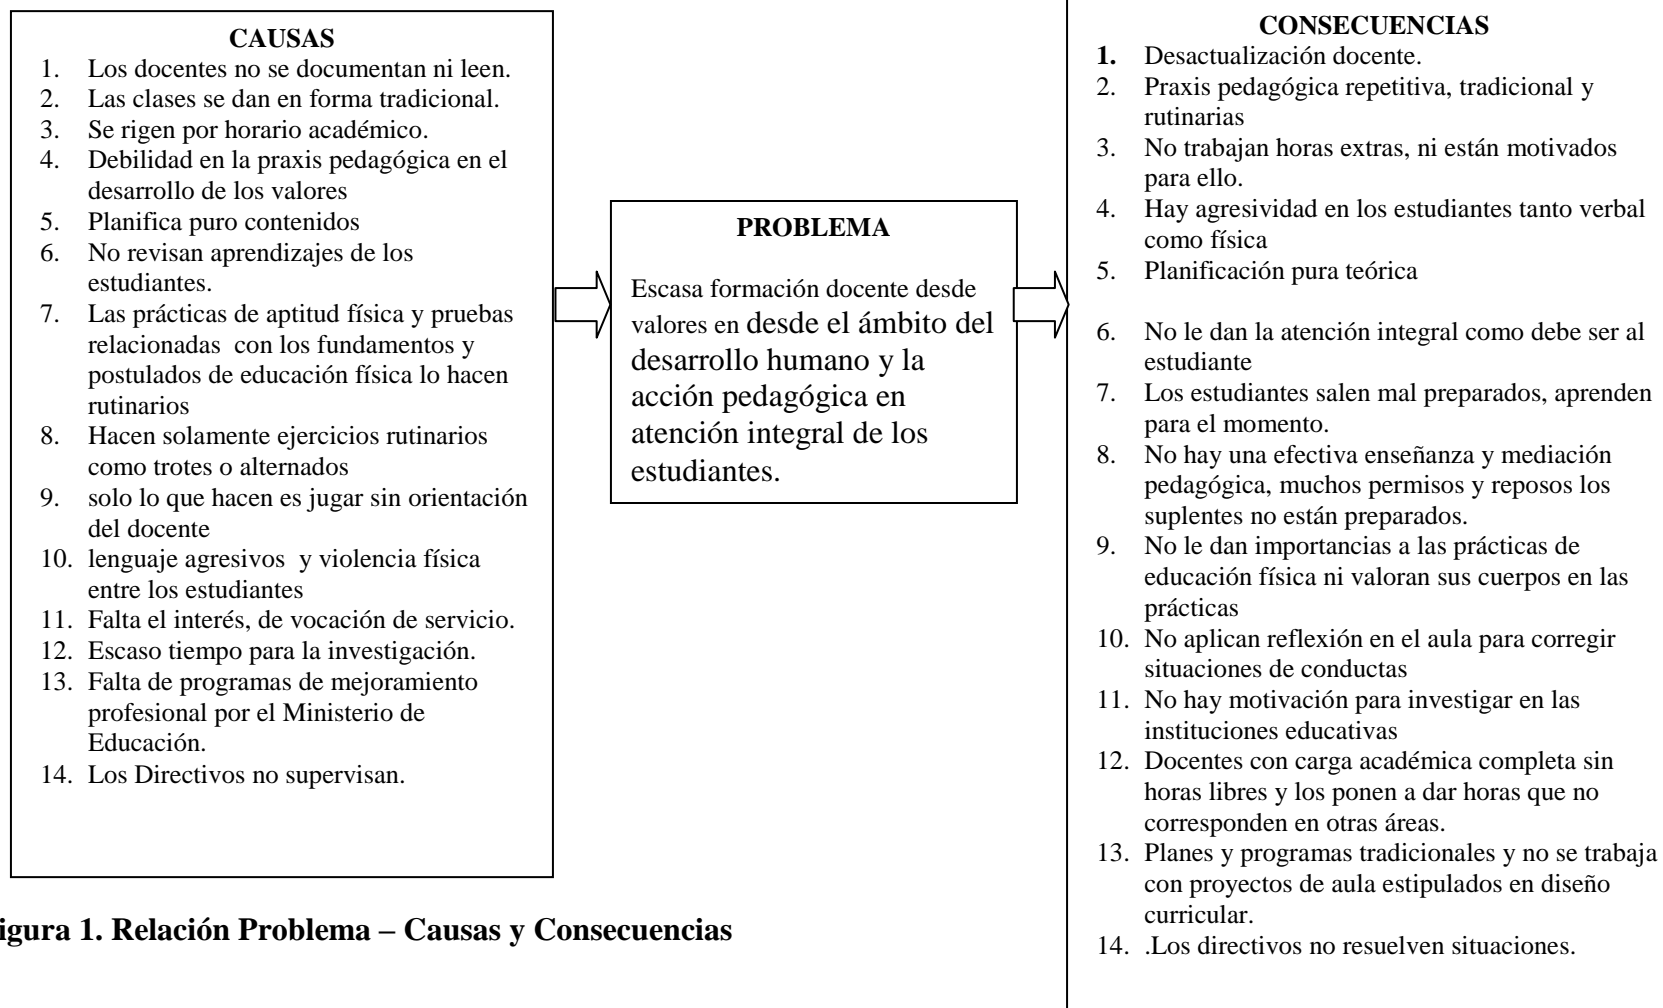 CAUSAS
1. Los docentes no se documentan ni leen.
2. Las clases se dan en forma tradicional.
3. Se rigen por horario académico.
4. Debilidad en la praxis pedagógica en el
desarrollo de los valores
5. Planifica puro contenidos
6. No revisan aprendizajes de los
estudiantes.
7. Las prácticas de aptitud física y pruebas
relacionadas con los fundamentos y
postulados de educación física lo hacen
rutinarios
8. Hacen solamente ejercicios rutinarios
como trotes o alternados
9. solo lo que hacen es jugar sin orientación
del docente
10. lenguaje agresivos y violencia física
entre los estudiantes
11. Falta el interés, de vocación de servicio.
12. Escaso tiempo para la investigación.
13. Falta de programas de mejoramiento
profesional por el Ministerio de
Educación.
14. Los Directivos no supervisan.
PROBLEMA
Escasa formación docente desde
valores en desde el ámbito del
desarrollo humano y la
acción pedagógica en
atención integral de los
estudiantes.
CONSECUENCIAS
1. Desactualización docente.
2. Praxis pedagógica repetitiva, tradicional y
rutinarias
3. No trabajan horas extras, ni están motivados
para ello.
4. Hay agresividad en los estudiantes tanto verbal
como física
5. Planificación pura teórica
6. No le dan la atención integral como debe ser al
estudiante
7. Los estudiantes salen mal preparados, aprenden
para el momento.
8. No hay una efectiva enseñanza y mediación
pedagógica, muchos permisos y reposos los
suplentes no están preparados.
9. No le dan importancias a las prácticas de
educación física ni valoran sus cuerpos en las
prácticas
10. No aplican reflexión en el aula para corregir
situaciones de conductas
11. No hay motivación para investigar en las
instituciones educativas
12. Docentes con carga académica completa sin
horas libres y los ponen a dar horas que no
corresponden en otras áreas.
13. Planes y programas tradicionales y no se trabaja
con proyectos de aula estipulados en diseño
curricular.
14. .Los directivos no resuelven situaciones.
igura 1. Relación Problema – Causas y Consecuencias